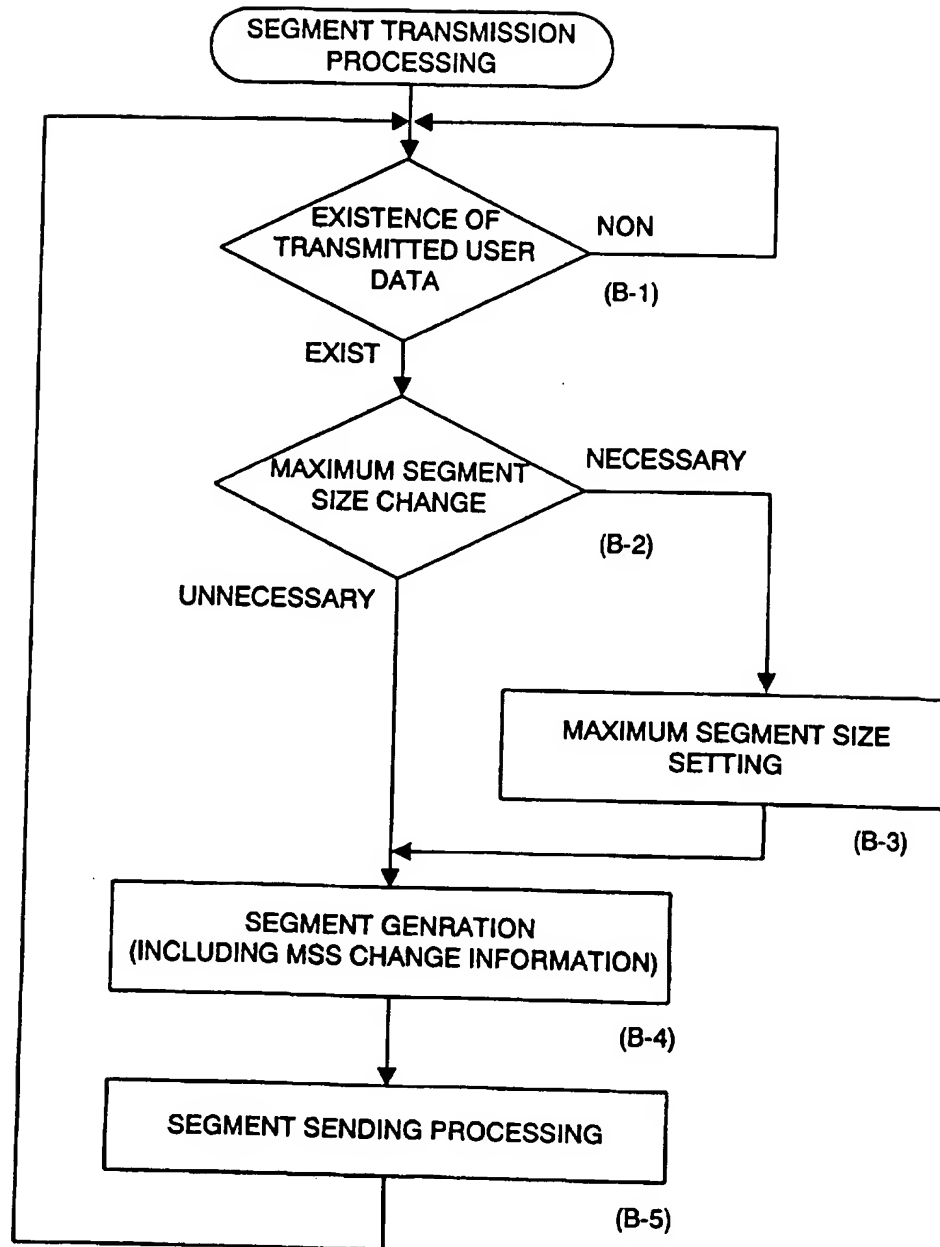 SEGMENT TRANSMISSION
PROCESSING
EXISTENCE OF
TRANSMITTED USER
DATA
NON
(B-1)
EXIST
MAXIMUM SEGMENT
SIZE CHANGE
NECESSARY
(B-2)
UNNECESSARY
MAXIMUM SEGMENT SIZE
SETTING
(B-3)
SEGMENT GENRATION
(INCLUDING MSS CHANGE INFORMATION)
(B-4)
SEGMENT SENDING PROCESSING
(B-5)